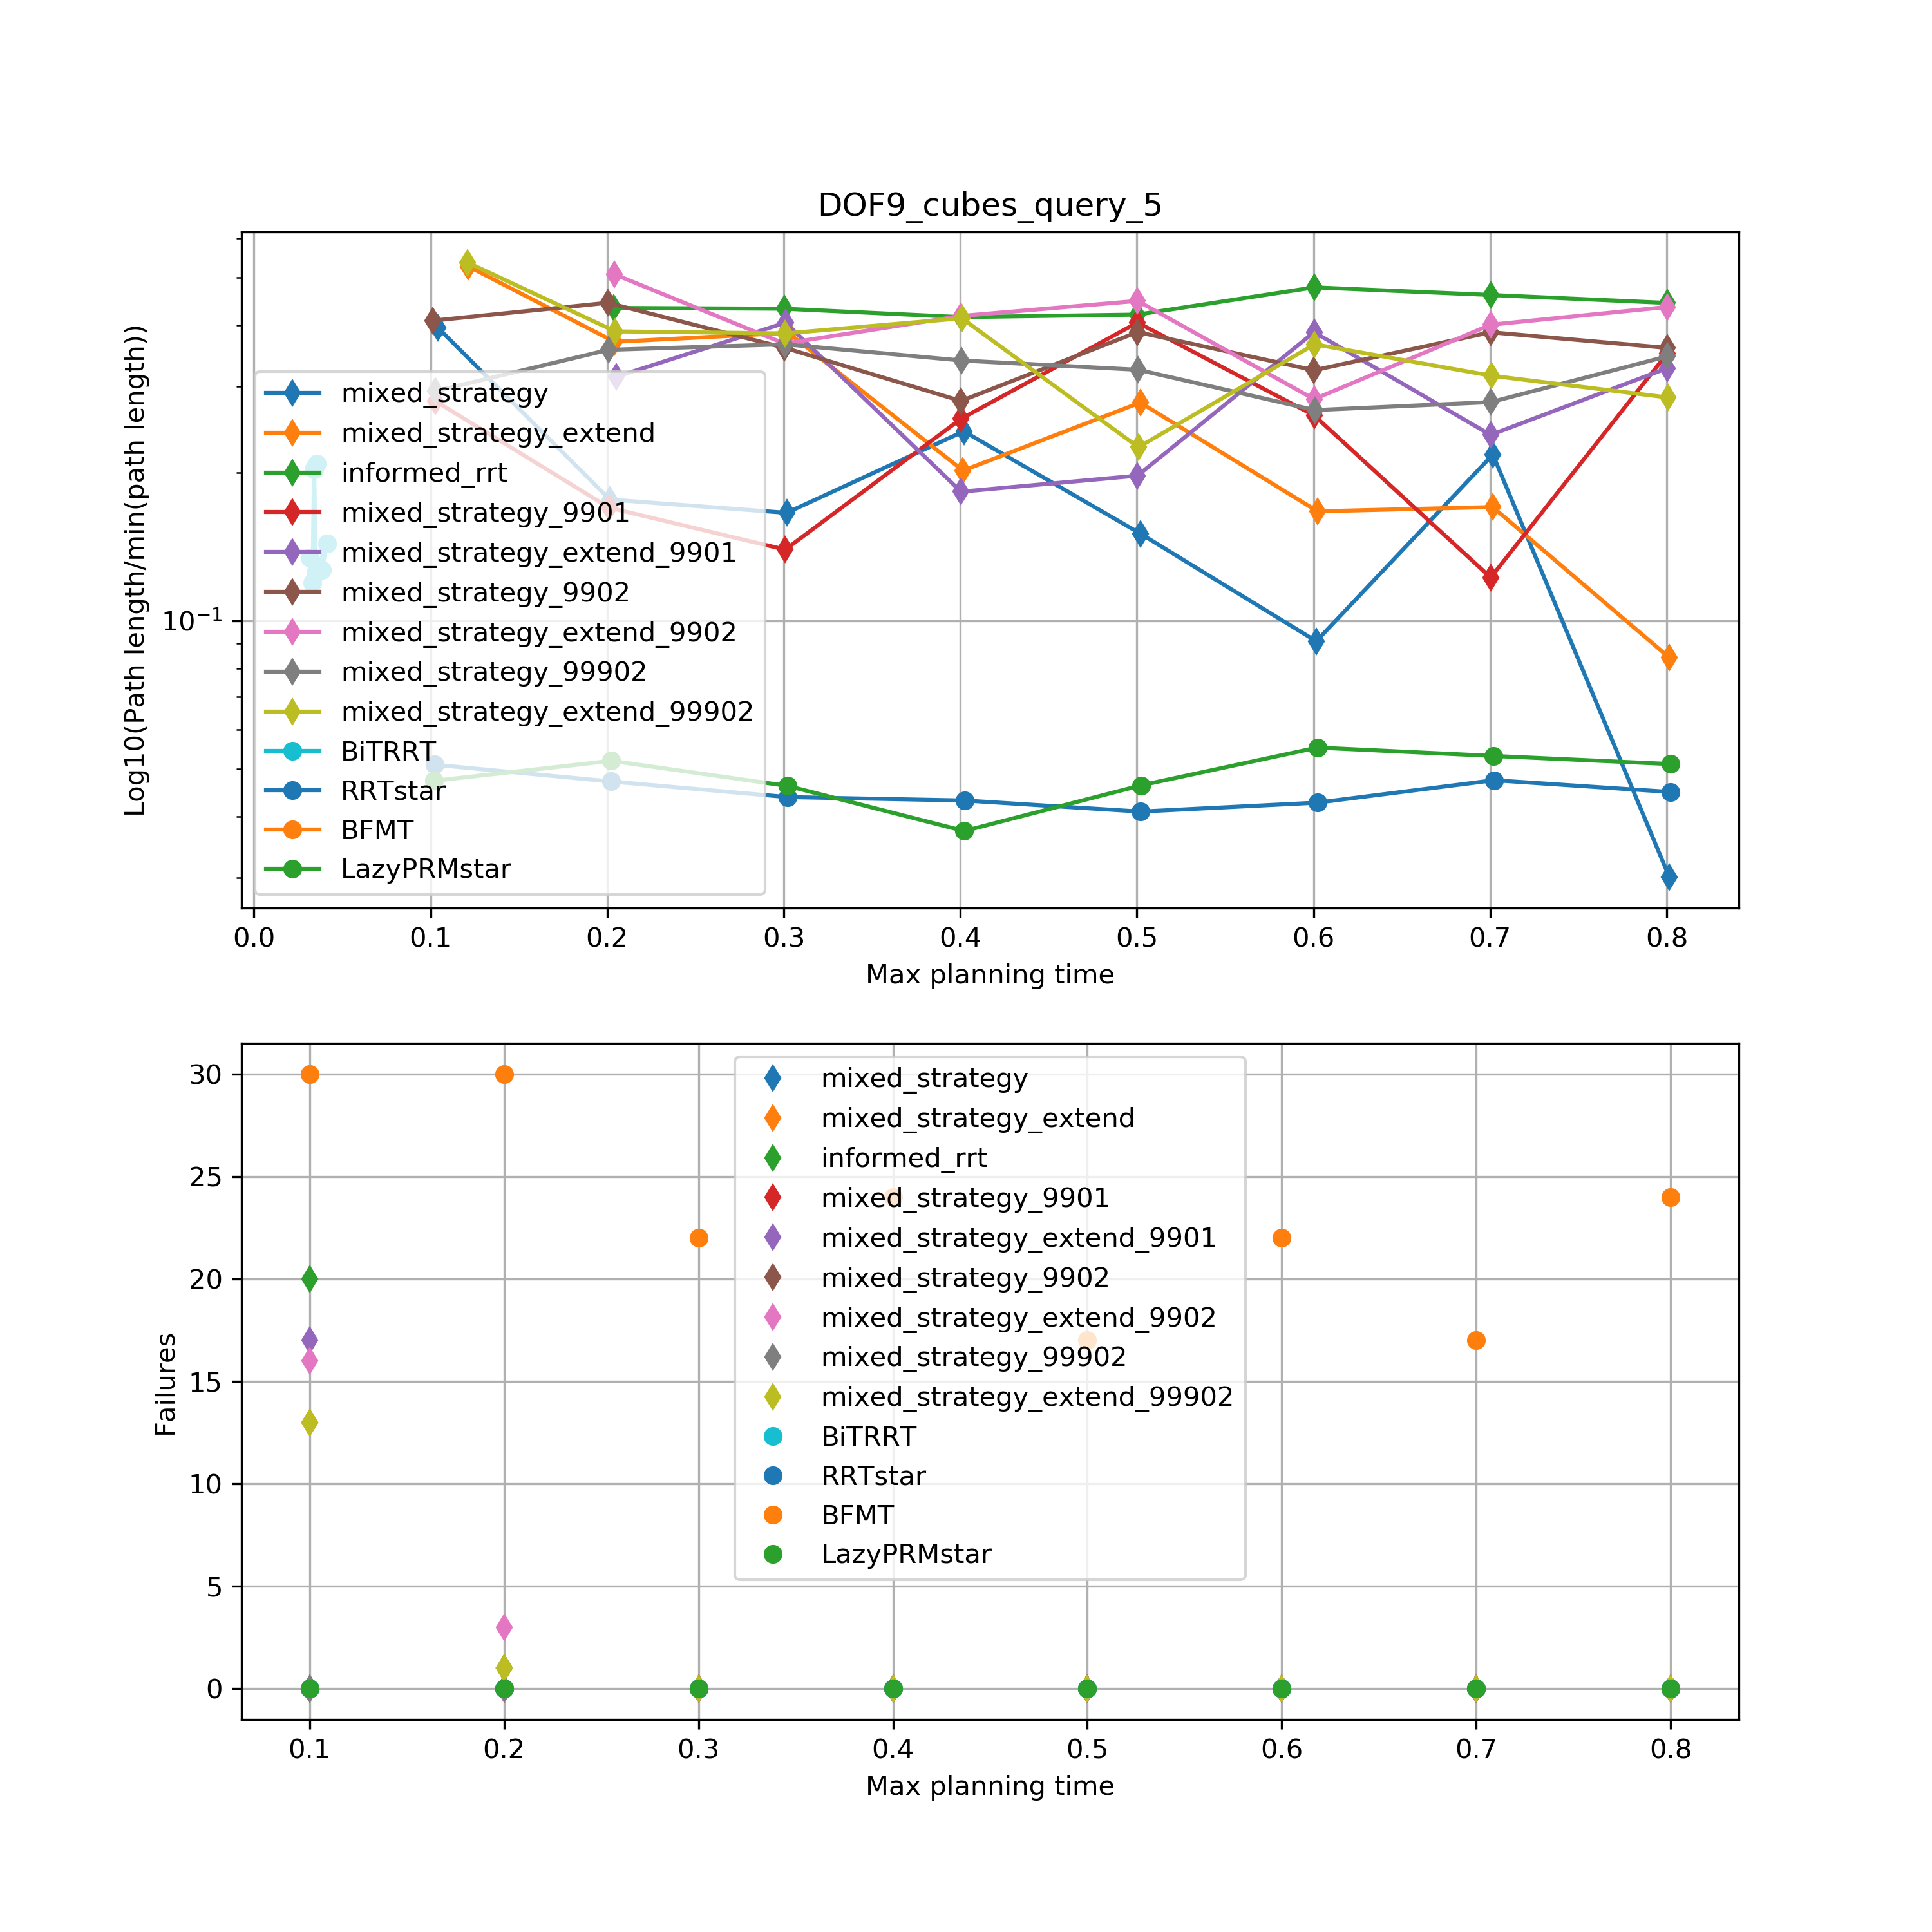 DOF9_cubes_query_5
Log10(Path length/min(path length))
10⁻¹
mixed_strategy
mixed_strategy_extend
informed_rrt
mixed_strategy_9901
mixed_strategy_extend_9901
mixed_strategy_9902
mixed_strategy_extend_9902
mixed_strategy_99902
mixed_strategy_extend_99902
BiTRRT
RRTstar
BFMT
LazyPRMstar
0.0 0.1 0.2 0.3 0.4 0.5 0.6 0.7 0.8
Max planning time
Failures
30
25
20
15
10
5
0
mixed_strategy
mixed_strategy_extend
informed_rrt
mixed_strategy_9901
mixed_strategy_extend_9901
mixed_strategy_9902
mixed_strategy_extend_9902
mixed_strategy_99902
mixed_strategy_extend_99902
BiTRRT
RRTstar
BFMT
LazyPRMstar
0.1 0.2 0.3 0.4 0.5 0.6 0.7 0.8
Max planning time